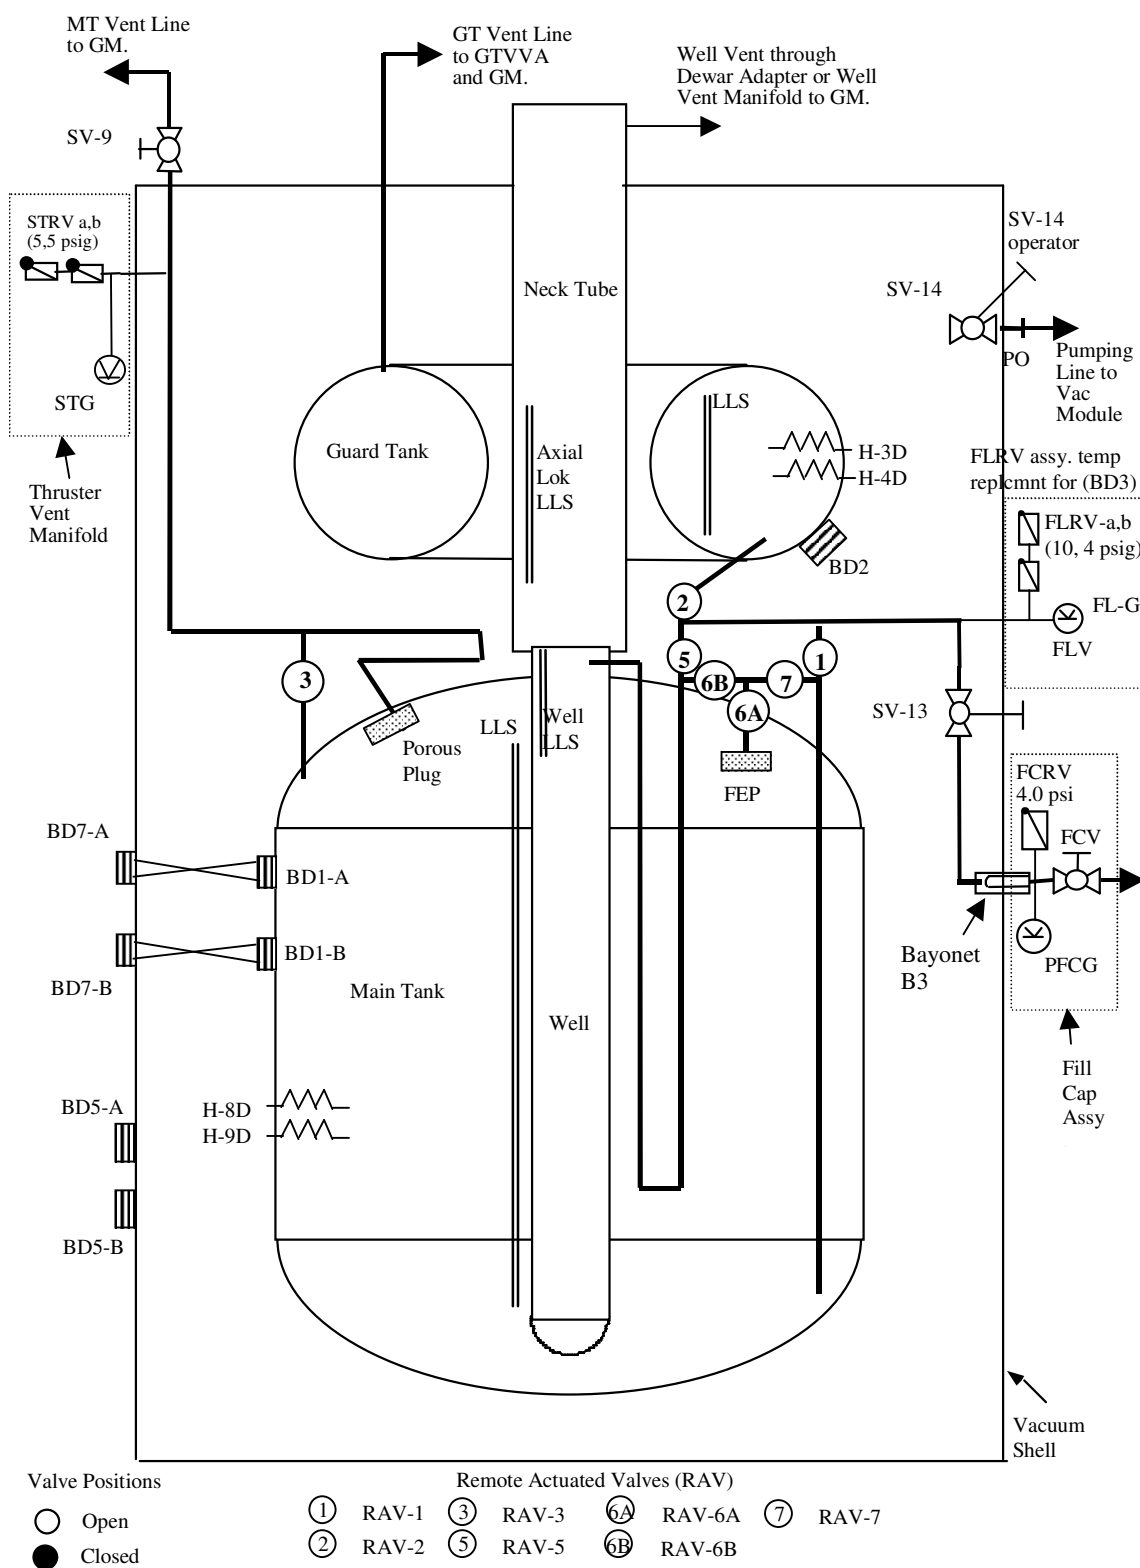 MT Vent Line
to GM.
GT Vent Line
to GTVVA
and GM.
Well Vent through
Dewar Adapter or Well
Vent Manifold to GM.
SV-9
STRV a,b
(5,5 psig)
STG
Thruster
Vent
Manifold
Neck Tube
SV-14
operator
SV-14
PO
Pumping
Line to
Vac
Module
Guard Tank
Axial
Lok
LLS
LLS
H-3D
H-4D
BD2
FLRV assy. temp
replcmnt for (BD3)
FLRV-a,b
(10, 4 psig)
FL-G
FLV
2
5
6B
7
1
6A
3
SV-13
LLS
Well
LLS
Porous
Plug
FEP
FCRV
4.0 psi
FCV
PFCG
Bayonet
B3
Fill
Cap
Assy
BD7-A
BD1-A
BD7-B
BD1-B
Main Tank
Well
H-8D
H-9D
BD5-A
BD5-B
Vacuum
Shell
Valve Positions
Open
Closed
Remote Actuated Valves (RAV)
1 RAV-1 3 RAV-3 6A RAV-6A 7 RAV-7
2 RAV-2 5 RAV-5 6B RAV-6B